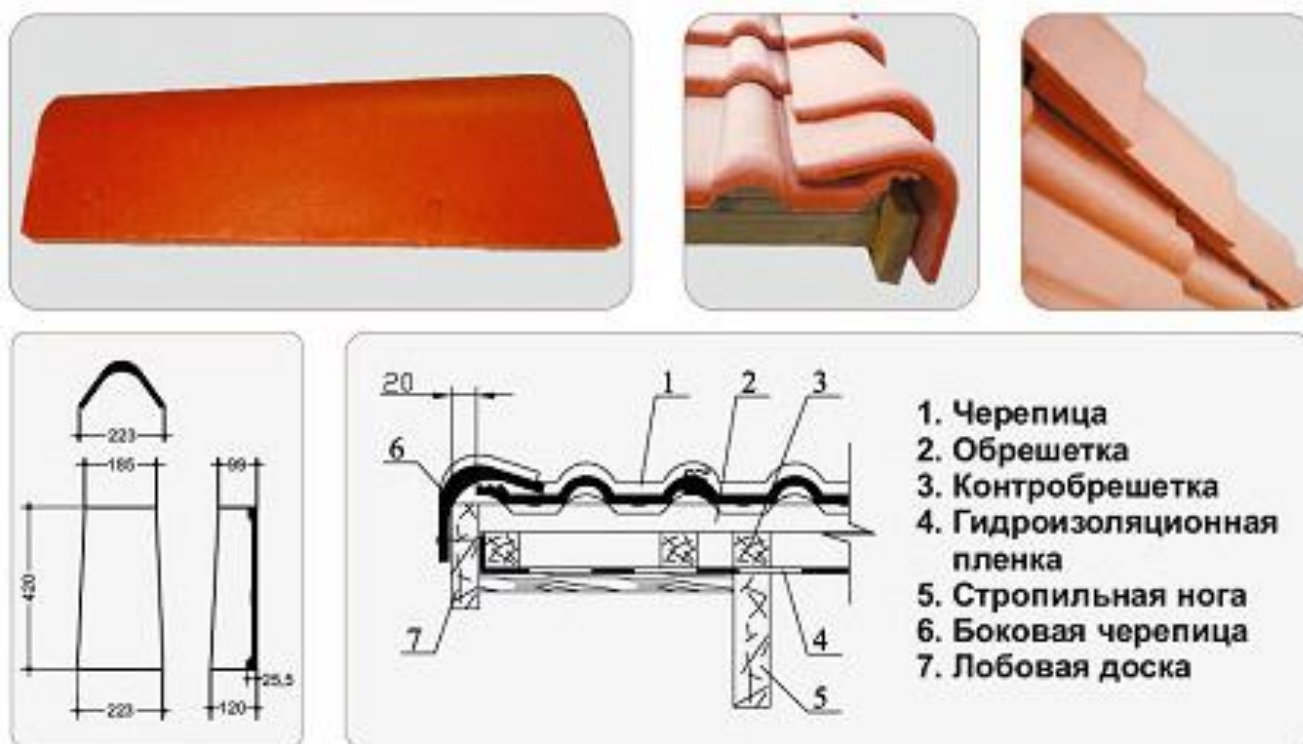 223
185
99
420
25,5
223
120
20
1
2
3
6
7
4
5
1. Черепица
2. Обрешетка
3. Контробрешетка
4. Гидроизоляционная
пленка
5. Стропильная нога
6. Боковая черепица
7. Лобовая доска